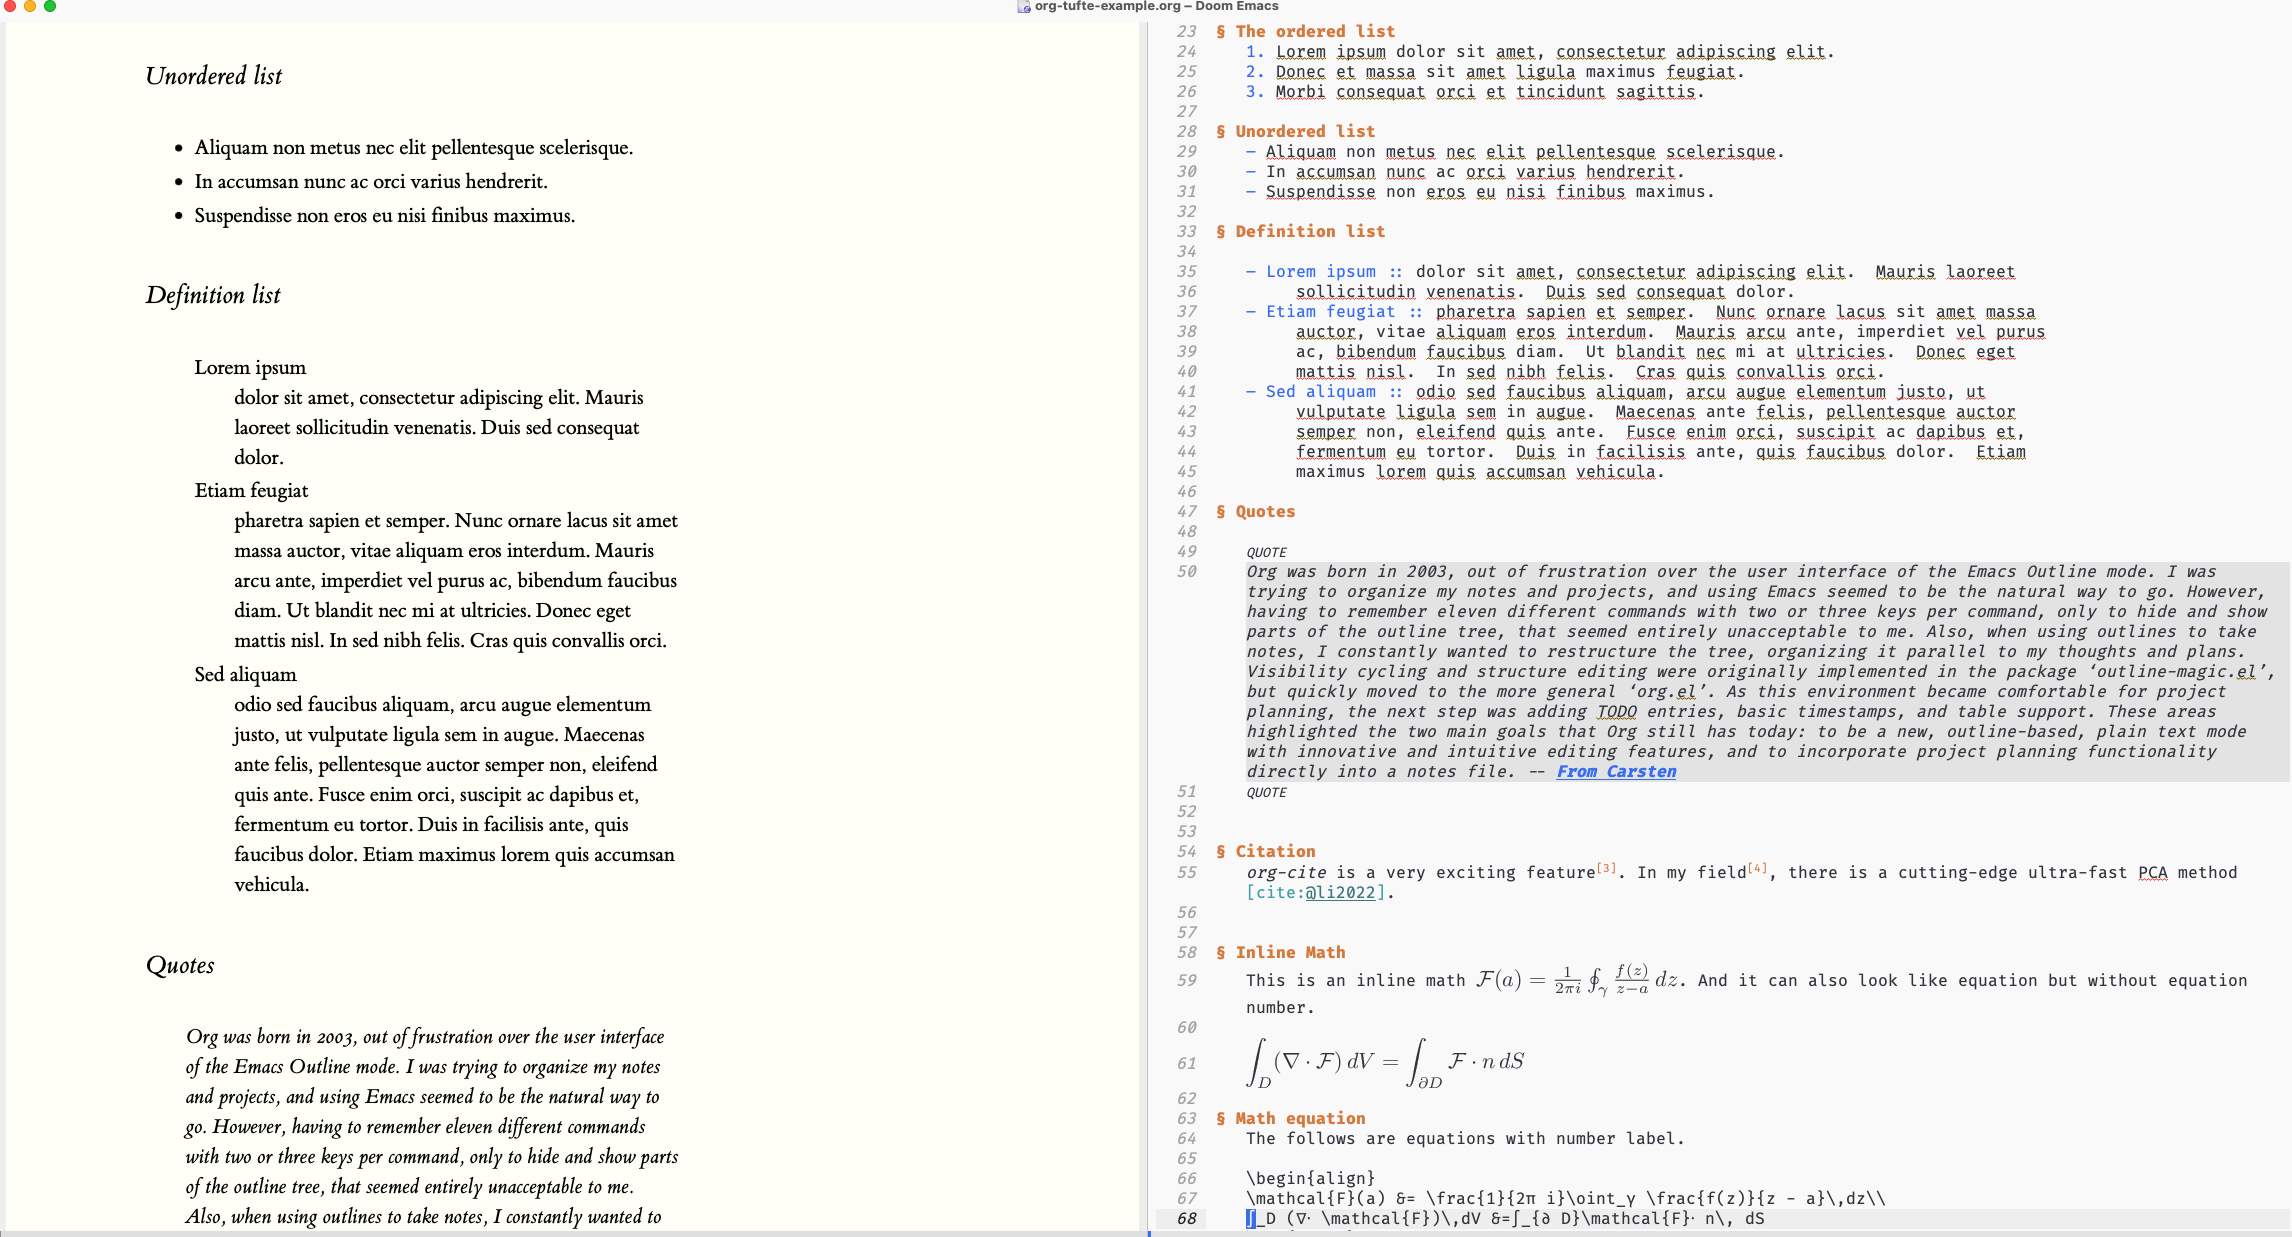 org-tufte-example.org – Doom Emacs
Unordered list
• Aliquam non metus nec elit pellentesque scelerisque.
• In accumsan nunc ac orci varius hendrerit.
• Suspendisse non eros eu nisi finibus maximus.
Definition list
Lorem ipsum
dolor sit amet, consectetur adipiscing elit. Mauris
laoreet sollicitudin venenatis. Duis sed consequat
dolor.
Etiam feugiat
pharetra sapien et semper. Nunc ornare lacus sit amet
massa auctor, vitae aliquam eros interdum. Mauris
arcu ante, imperdiet vel purus ac, bibendum faucibus
diam. Ut blandit nec mi at ultricies. Donec eget
mattis nisl. In sed nibh felis. Cras quis convallis orci.
Sed aliquam
odio sed faucibus aliquam, arcu augue elementum
justo, ut vulputate ligula sem in augue. Maecenas
ante felis, pellentesque auctor semper non, eleifend
quis ante. Fusce enim orci, suscipit ac dapibus et,
fermentum eu tortor. Duis in facilisis ante, quis
faucibus dolor. Etiam maximus lorem quis accumsan
vehicula.
Quotes
Org was born in 2003, out of frustration over the user interface
of the Emacs Outline mode. I was trying to organize my notes
and projects, and using Emacs seemed to be the natural way to
go. However, having to remember eleven different commands
with two or three keys per command, only to hide and show parts
of the outline tree, that seemed entirely unacceptable to me.
Also, when using outlines to take notes, I constantly wanted to
23 § The ordered list
24 1. Lorem ipsum dolor sit amet, consectetur adipiscing elit.
25 2. Donec et massa sit amet ligula maximus feugiat.
26 3. Morbi consequat orci et tincidunt sagittis.
27
28 § Unordered list
29 – Aliquam non metus nec elit pellentesque scelerisque.
30 – In accumsan nunc ac orci varius hendrerit.
31 – Suspendisse non eros eu nisi finibus maximus.
32
33 § Definition list
34
35 – Lorem ipsum :: dolor sit amet, consectetur adipiscing elit.  Mauris laoreet
36 sollicitudin venenatis.  Duis sed consequat dolor.
37 – Etiam feugiat :: pharetra sapien et semper.  Nunc ornare lacus sit amet massa
38 auctor, vitae aliquam eros interdum.  Mauris arcu ante, imperdiet vel purus
39 ac, bibendum faucibus diam.  Ut blandit nec mi at ultricies.  Donec eget
40 mattis nisl.  In sed nibh felis.  Cras quis convallis orci.
41 – Sed aliquam :: odio sed faucibus aliquam, arcu augue elementum justo, ut
42 vulputate ligula sem in augue.  Maecenas ante felis, pellentesque auctor
43 semper non, eleifend quis ante.  Fusce enim orci, suscipit ac dapibus et,
44 fermentum eu tortor.  Duis in facilisis ante, quis faucibus dolor.  Etiam
45 maximus lorem quis accumsan vehicula.
46
47 § Quotes
48
49 QUOTE
50 Org was born in 2003, out of frustration over the user interface of the Emacs Outline mode. I was
trying to organize my notes and projects, and using Emacs seemed to be the natural way to go. However,
having to remember eleven different commands with two or three keys per command, only to hide and show
parts of the outline tree, that seemed entirely unacceptable to me. Also, when using outlines to take
notes, I constantly wanted to restructure the tree, organizing it parallel to my thoughts and plans.
Visibility cycling and structure editing were originally implemented in the package ‘outline-magic.el’,
but quickly moved to the more general ‘org.el’. As this environment became comfortable for project
planning, the next step was adding TODO entries, basic timestamps, and table support. These areas
highlighted the two main goals that Org still has today: to be a new, outline-based, plain text mode
with innovative and intuitive editing features, and to incorporate project planning functionality
directly into a notes file. -- From Carsten
51 QUOTE
52
53
54 § Citation
55 org-cite is a very exciting feature[3]. In my field[4], there is a cutting-edge ultra-fast PCA method
[cite:@li2022].
56
57
58 § Inline Math
59 This is an inline math ℱ(a) = \frac{1}{2πi} ∮_γ \frac{f(z)}{z−a} dz. And it can also look like equation but without equation
number.
60
61 ∫_D (∇ · ℱ) dV = ∫_{∂D} ℱ · n dS
62
63 § Math equation
64 The follows are equations with number label.
65
66 \begin{align}
67 \mathcal{F}(a) &= \frac{1}{2π i}\oint_γ \frac{f(z)}{z - a}\,dz\\
68 ∫_D (∇· \mathcal{F})\,dV &=∫_{∂ D}\mathcal{F}· n\, dS